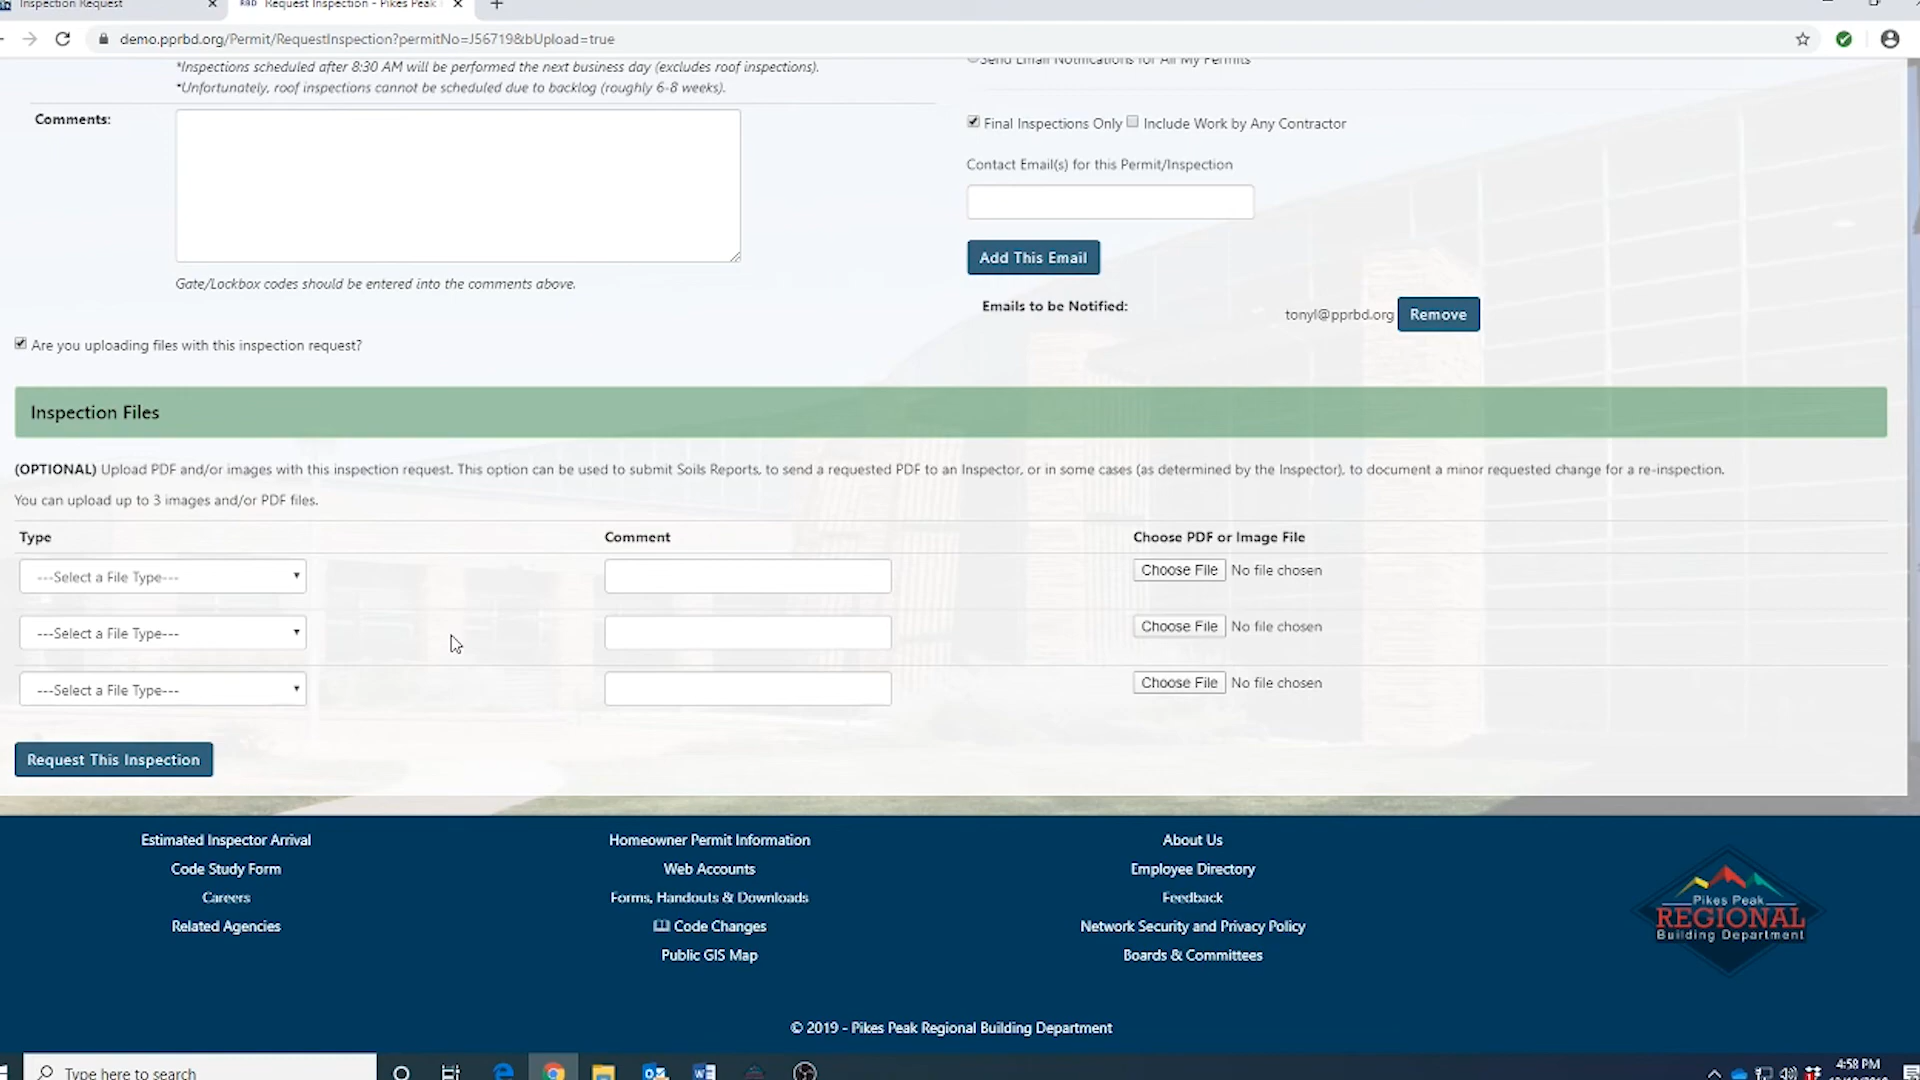 Inspection Request
RBD Request Inspection - Pikes Peak
demo.pprbd.org/Permit/RequestInspection?permitNo=J56719&bUpload=true
*Inspections scheduled after 8:30 AM will be performed the next business day (excludes roof inspections).
*Unfortunately, roof inspections cannot be scheduled due to backlog (roughly 6-8 weeks).
Send Email Notifications for All My Permits
Comments:
Final Inspections Only Include Work by Any Contractor
Contact Email(s) for this Permit/Inspection
Add This Email
Gate/Lockbox codes should be entered into the comments above.
Emails to be Notified:
tonyl@pprbd.org Remove
Are you uploading files with this inspection request?
Inspection Files
(OPTIONAL) Upload PDF and/or images with this inspection request. This option can be used to submit Soils Reports, to send a requested PDF to an Inspector, or in some cases (as determined by the Inspector), to document a minor requested change for a re-inspection.
You can upload up to 3 images and/or PDF files.
Type Comment Choose PDF or Image File
---Select a File Type--- Choose File No file chosen
---Select a File Type--- Choose File No file chosen
---Select a File Type--- Choose File No file chosen
Request This Inspection
Estimated Inspector Arrival Homeowner Permit Information About Us
Code Study Form Web Accounts Employee Directory
Careers Forms, Handouts & Downloads Feedback
Related Agencies Code Changes Network Security and Privacy Policy
Public GIS Map Boards & Committees
Pikes Peak
REGIONAL
Building Department
© 2019 - Pikes Peak Regional Building Department
Type here to search
4:58 PM